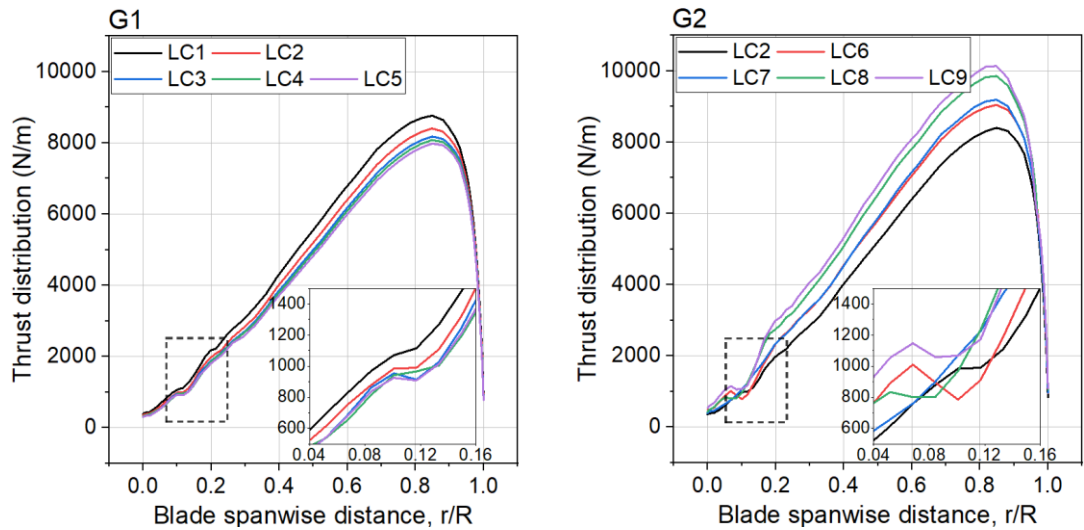 G1
LC1 LC2
LC3 LC4 LC5
Thrust distribution (N/m)
10000
8000
6000
4000
2000
0
1400
1200
1000
800
600
0.04 0.08 0.12 0.16
0.0 0.2 0.4 0.6 0.8 1.0
Blade spanwise distance, r/R
G2
LC2 LC6
LC7 LC8 LC9
Thrust distribution (N/m)
10000
8000
6000
4000
2000
0
1400
1200
1000
800
600
0.04 0.08 0.12 0.16
0.0 0.2 0.4 0.6 0.8 1.0
Blade spanwise distance, r/R